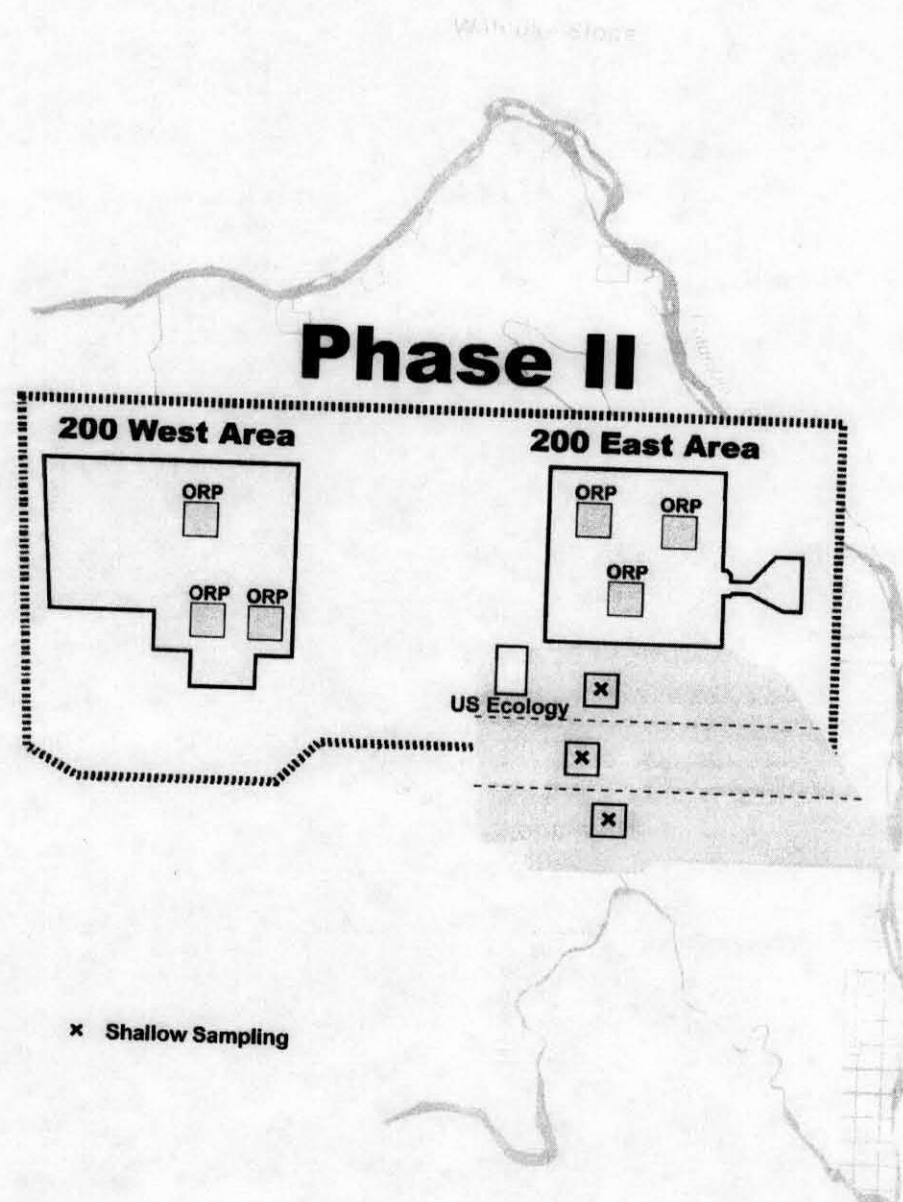 Phase II
200 West Area
200 East Area
ORP
ORP
ORP
ORP
ORP
ORP
US Ecology
× Shallow Sampling